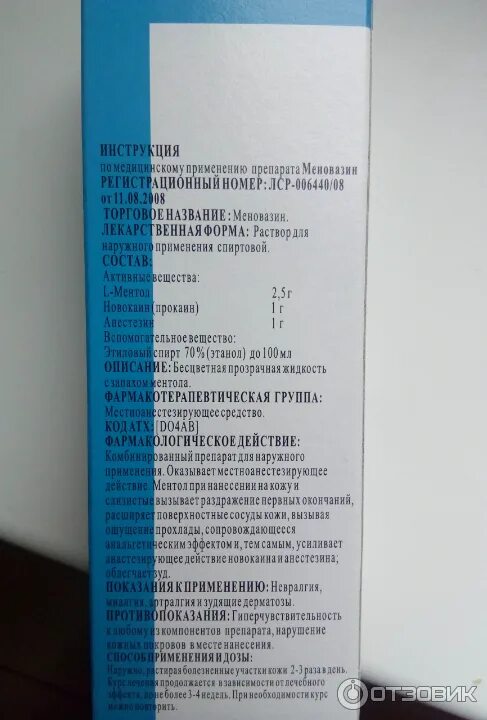 ИНСТРУКЦИЯ
по медицинскому применению препарата Меновазин
РЕГИСТРАЦИОННЫЙ НОМЕР: ЛСР-006440/08
от 11.08.2008
ТОРГОВОЕ НАЗВАНИЕ: Меновазин.
ЛЕКАРСТВЕННАЯ ФОРМА: Раствор для
наружного применения спиртовой.
СОСТАВ:
Активные вещества:
L-Ментол 2,5 г
Новокаин (прокаин) 1 г
Анестезин 1 г
Вспомогательное вещество:
Этиловый спирт 70% (этанол) до 100 мл
ОПИСАНИЕ: Бесцветная прозрачная жидкость
с запахом ментола.
ФАРМАКОТЕРАПЕВТИЧЕСКАЯ ГРУППА:
Местноанестезирующее средство.
КОД АТХ: [D04AB]
ФАРМАКОЛОГИЧЕСКОЕ ДЕЙСТВИЕ:
Комбинированный препарат для наружного
применения. Оказывает местноанестезирующее
действие. Ментол при нанесении на кожу и
слизистые вызывает раздражение нервных окончаний,
расширяет поверхностные сосуды кожи, вызывая
ощущение прохлады, сопровождающееся
анальгетическим эффектом и, тем самым, усиливает
анастезирующее действие новокаина и анестезина;
облегчает зуд.
ПОКАЗАНИЯ К ПРИМЕНЕНИЮ: Невралгия,
миалгия, артралгия и зудящие дерматозы.
ПРОТИВОПОКАЗАНИЯ: Гиперчувствительность
к любому из компонентов препарата, нарушение
кожных покровов в месте нанесения.
СПОСОБ ПРИМЕНЕНИЯ И ДОЗЫ:
Наружно, растирая болезненные участки кожи 2-3 раза в день.
Курс лечения продолжается в зависимости от лечебного
эффекта, но не более 3-4 недель. При необходимости курс
можно повторить.
ОТЗОВИК